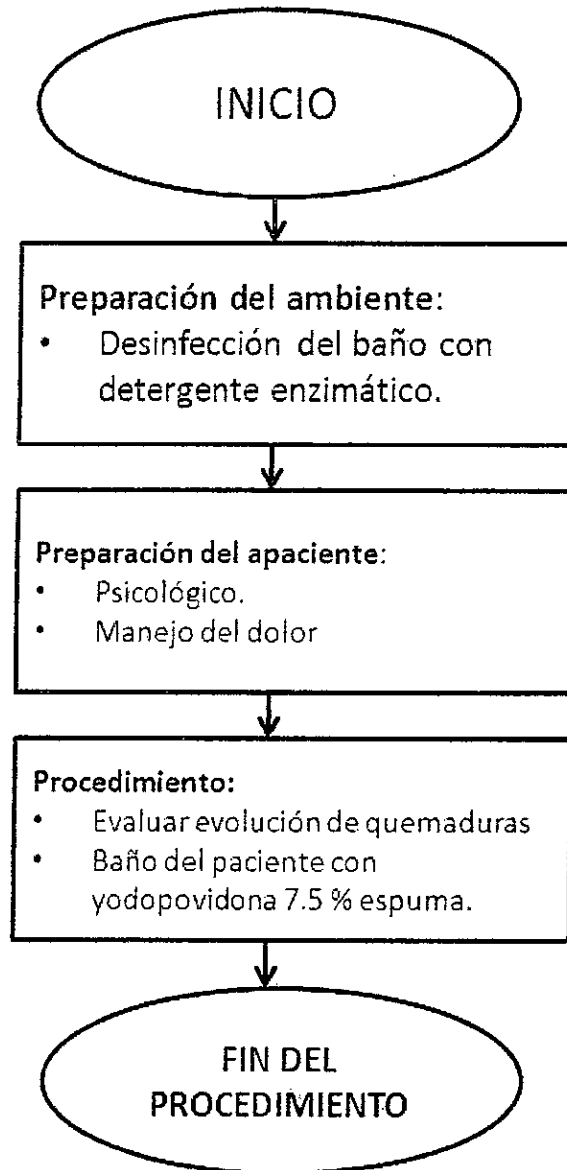 INICIO
Preparación del ambiente:
• Desinfección del baño con
detergente enzimático.
Preparación del apaciente:
• Psicológico.
• Manejo del dolor
Procedimiento:
• Evaluar evolución de quemaduras
• Baño del paciente con
yodopovidona 7.5 % espuma.
FIN DEL
PROCEDIMIENTO